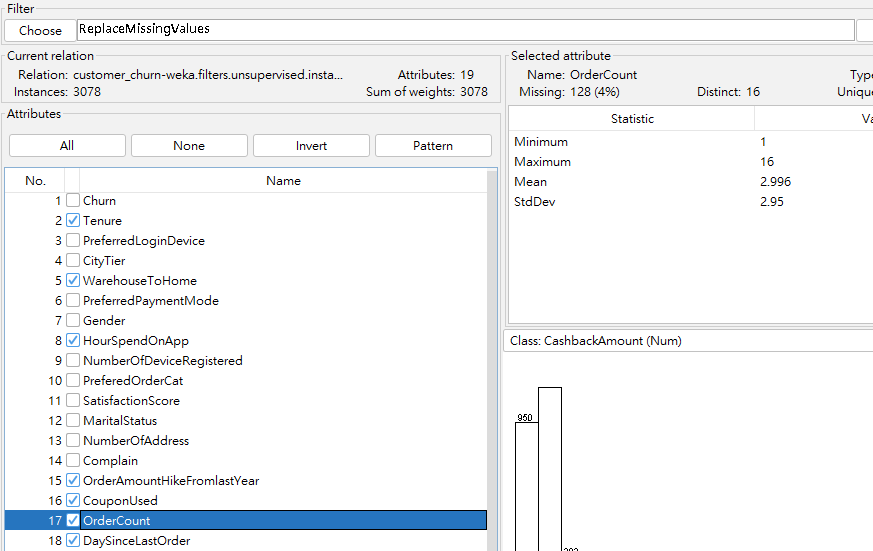 Filter
Choose ReplaceMissingValues
Current relation
Relation: customer_churn-weka.filters.unsupervised.insta... Attributes: 19
Instances: 3078 Sum of weights: 3078
Attributes
All None Invert Pattern
No. Name
1 Churn
2 Tenure
3 PreferredLoginDevice
4 CityTier
5 WarehouseToHome
6 PreferredPaymentMode
7 Gender
8 HourSpendOnApp
9 NumberOfDeviceRegistered
10 PreferedOrderCat
11 SatisfactionScore
12 MaritalStatus
13 NumberOfAddress
14 Complain
15 OrderAmountHikeFromlastYear
16 CouponUsed
17 OrderCount
18 DaySinceLastOrder
Selected attribute
Name: OrderCount Type
Missing: 128 (4%) Distinct: 16 Unique
Statistic Va
Minimum 1
Maximum 16
Mean 2.996
StdDev 2.95
Class: CashbackAmount (Num)
950